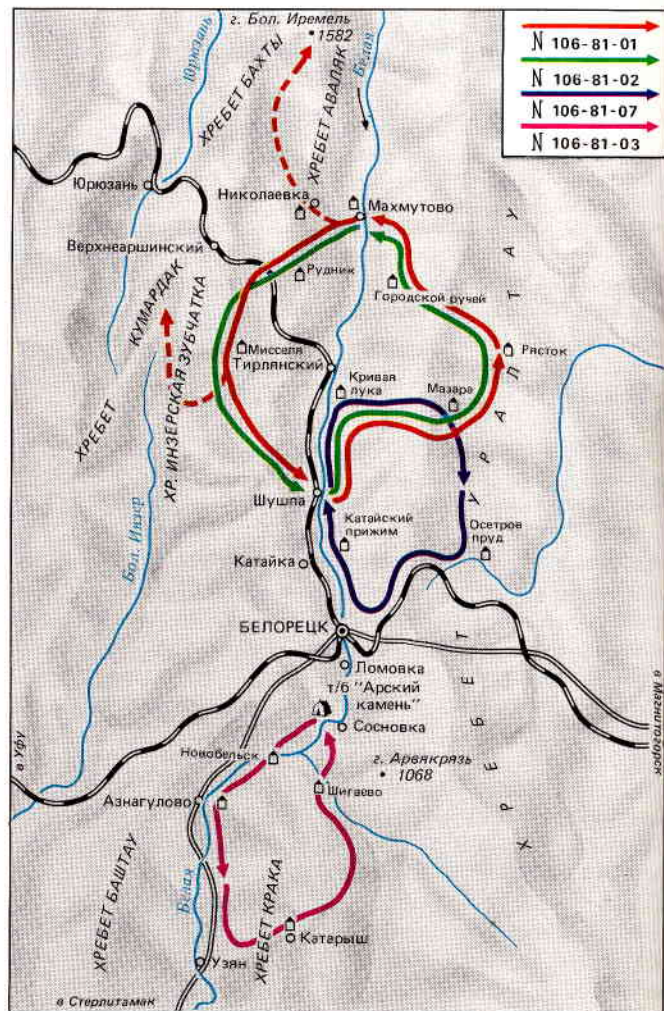 г. Бол. Иремель
1582
N 106-81-01
N 106-81-02
N 106-81-07
N 106-81-03
Юрюзань
Белая
ХРЕБЕТ БАХТЫ
ХРЕБЕТ АВАЛЯК
Юрюзань
Николаевка
Махмутово
Верхнеаршинский
Рудник
Городской ручей
КУМАРДАК
ХРЕБЕТ
ХР. ИНЗЕРСКАЯ ЗУБЧАТКА
Мисселя
Тирлянский
Рясток
Кривая
лука
Мазара
Шушпа
Катайский
прижим
Осетров
пруд
Бол. Инзер
Катайка
БЕЛОРЕЦК
Ломовка
т/б "Арский
камень"
Сосновка
Новобельск
г. Арвякрязь
1068
Шигаево
в Уфу
в Магнитогорск
Азнагулово
ХРЕБЕТ УРАЛТАУ
ХРЕБЕТ БАШТАУ
Белая
ХРЕБЕТ КРАКА
Катарыш
Узян
в Стерлитамак